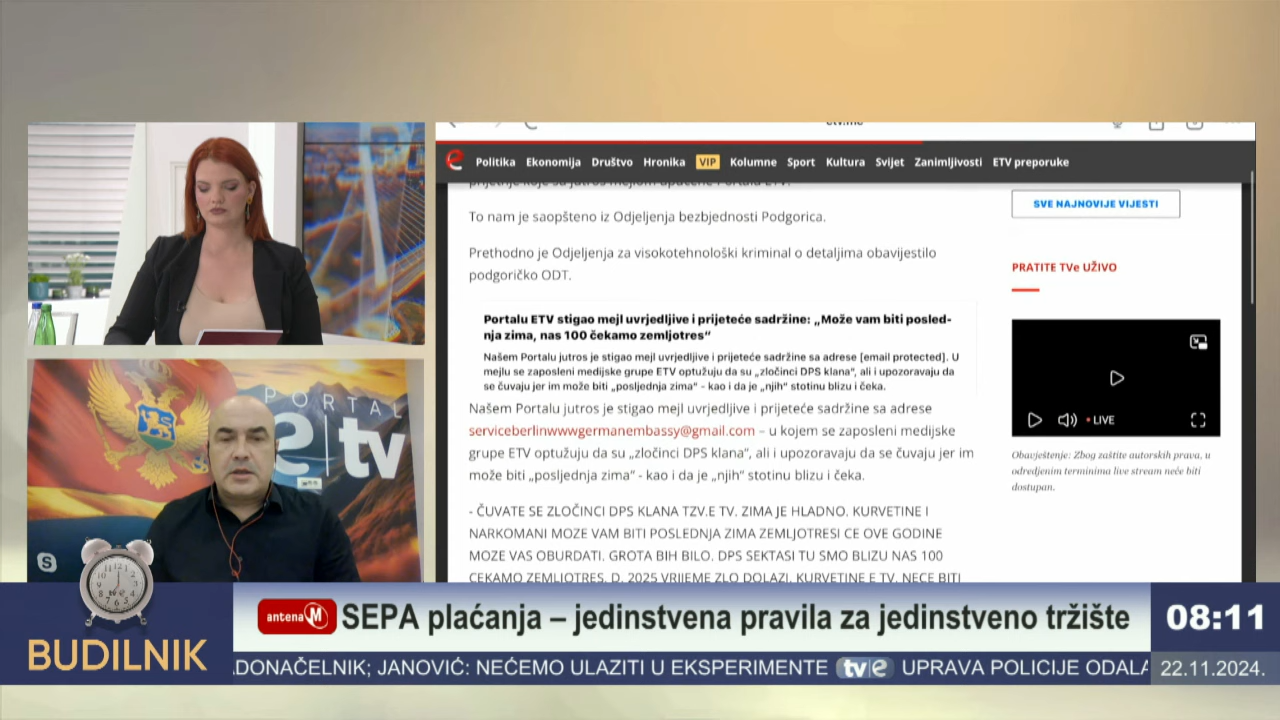 Politika Ekonomija Društvo Hronika VIP Kolumne Sport Kultura Svijet Zanimljivosti ETV preporuke
To nam je saopšteno iz Odjeljenja bezbjednosti Podgorica.
Prethodno je Odjeljenja za visokotehnološki kriminal o detaljima obavijestilo
podgoričko ODT.
Portalu ETV stigao mejl uvrjedljive i prijeteće sadržine: „Može vam biti posled-
nja zima, nas 100 čekamo zemljotres“
Našem Portalu jutros je stigao mejl uvrjedljive i prijeteće sadržine sa adrese [email protected]. U
mejlu se zaposleni medijske grupe ETV optužuju da su „zločinci DPS klana“, ali i upozoravaju da
se čuvaju jer im može biti „posljednja zima“ - kao i da je „njih“ stotinu blizu i čeka.
Našem Portalu jutros je stigao mejl uvrjedljive i prijeteće sadržine sa adrese
serviceberlinwwwgermanembassy@gmail.com – u kojem se zaposleni medijske
grupe ETV optužuju da su „zločinci DPS klana“, ali i upozoravaju da se čuvaju jer im
može biti „posljednja zima“ - kao i da je „njih“ stotinu blizu i čeka.
- ČUVATE SE ZLOČINCI DPS KLANA TZV.E TV. ZIMA JE HLADNO. KURVETINE I
NARKOMANI MOZE VAM BITI POSLEDNJA ZIMA ZEMLJOTRESI CE OVE GODINE
MOZE VAS OBURDATI. GROTA BIH BILO. DPS SEKTASI TU SMO BLIZU NAS 100
CEKAMO ZEMLJOTRES. D. 2025 VRIJEME ZLO DOLAZI. KURVETINE E TV. NECE BITI
SVE NAJNOVIJE VIJESTI
PRATITE TVe UŽIVO
LIVE
Obavještenje: Zbog zaštite autorskih prava, u
odredjenim terminima live stream neće biti
dostupan.
PORTAL
e|tv
S
BUDILNIK
antena M SEPA plaćanja – jedinstvena pravila za jedinstveno tržište
08:11
ADONAČELNIK; JANOVIĆ: NEĆEMO ULAZITI U EKSPERIMENTE tv|e UPRAVA POLICIJE ODALA
22.11.2024.